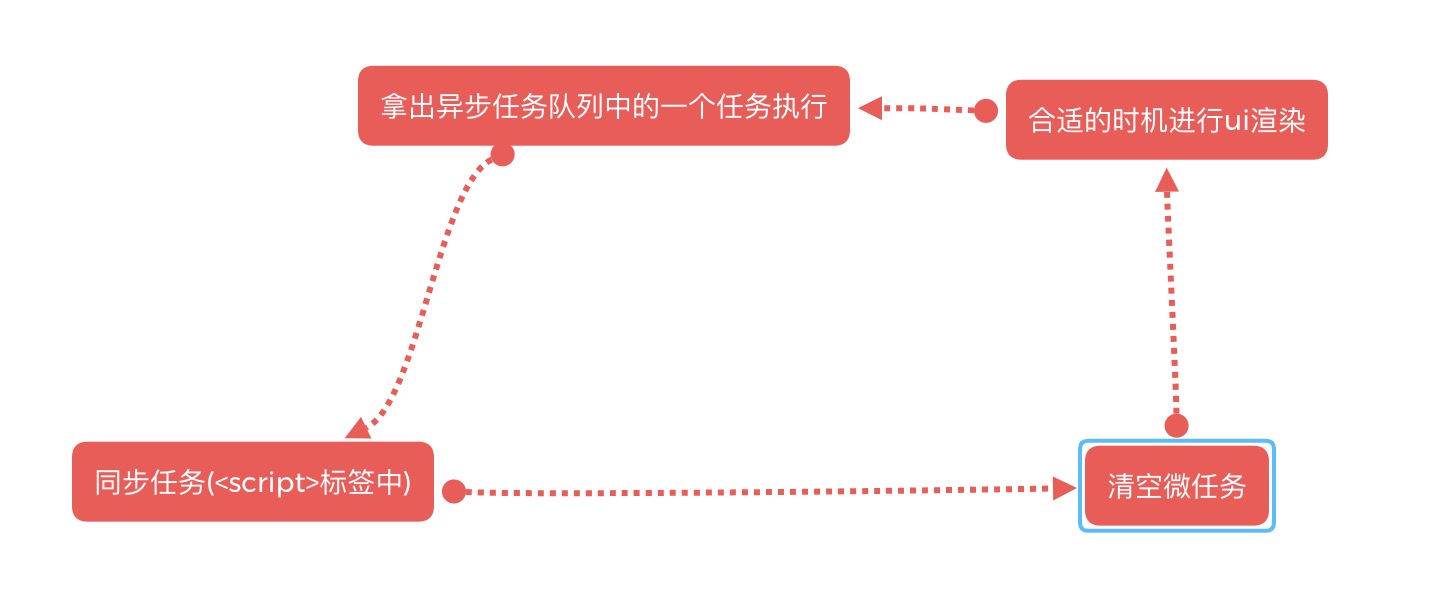 拿出异步任务队列中的一个任务执行
合适的时机进行ui渲染
同步任务(<script>标签中)
清空微任务